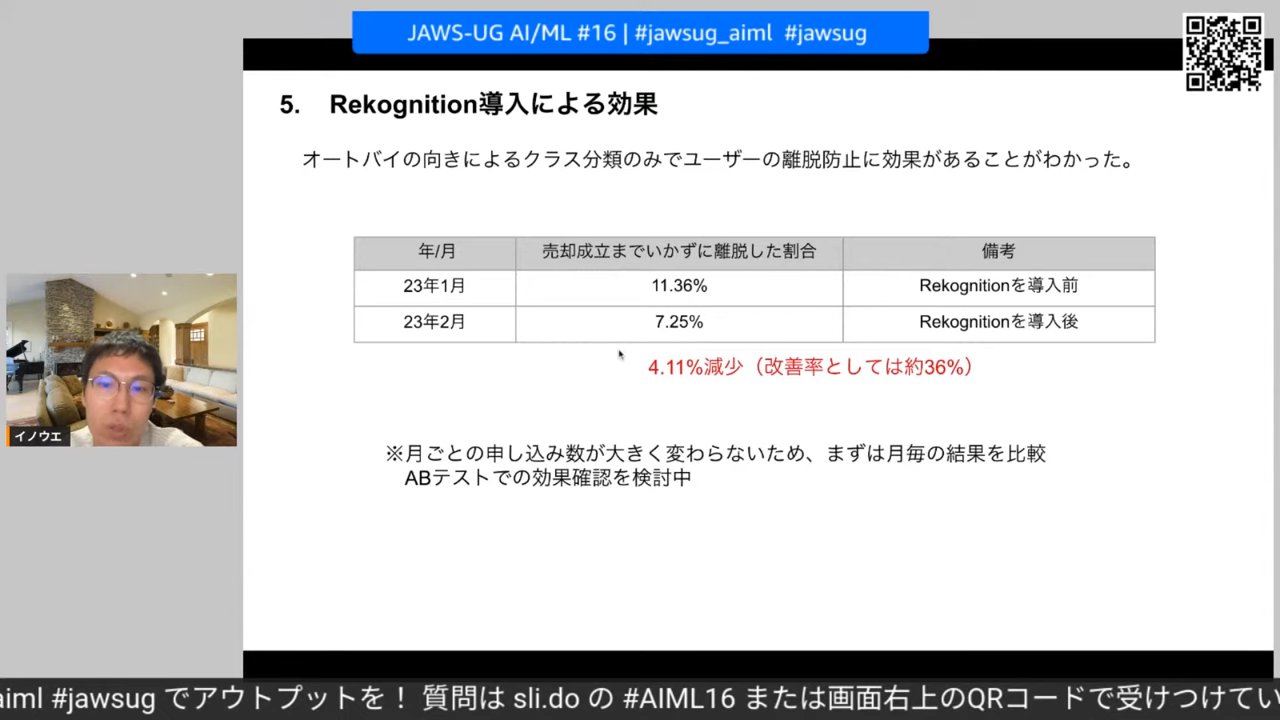 JAWS-UG AI/ML #16 | #jawsug_aiml #jawsug
5. Rekognition導入による効果
オートバイの向きによるクラス分類のみでユーザーの離脱防止に効果があることがわかった。
年/月 売却成立までいかずに離脱した割合 備考
23年1月 11.36% Rekognitionを導入前
23年2月 7.25% Rekognitionを導入後
4.11%減少（改善率としては約36%）
※月ごとの申し込み数が大きく変わらないため、まずは月毎の結果を比較
ABテストでの効果確認を検討中
イノウエ
aiml #jawsug でアウトプットを！ 質問は sli.do の #AIML16 または画面右上のQRコードで受けつけてい